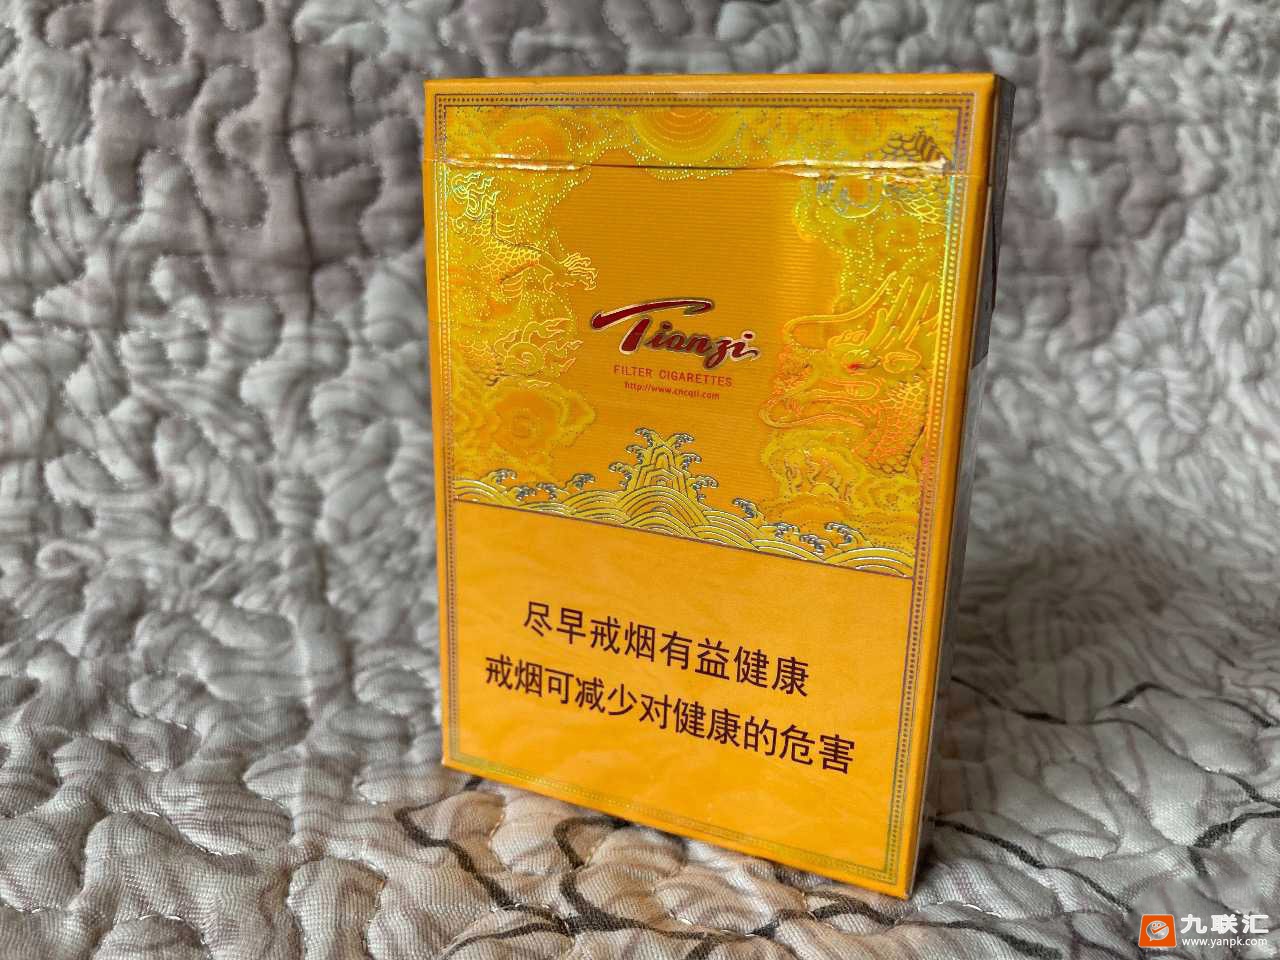 Tianzi
FILTER CIGARETTES
http://www.cncqti.com
尽早戒烟有益健康
戒烟可减少对健康的危害
九联汇
www.yanpk.com